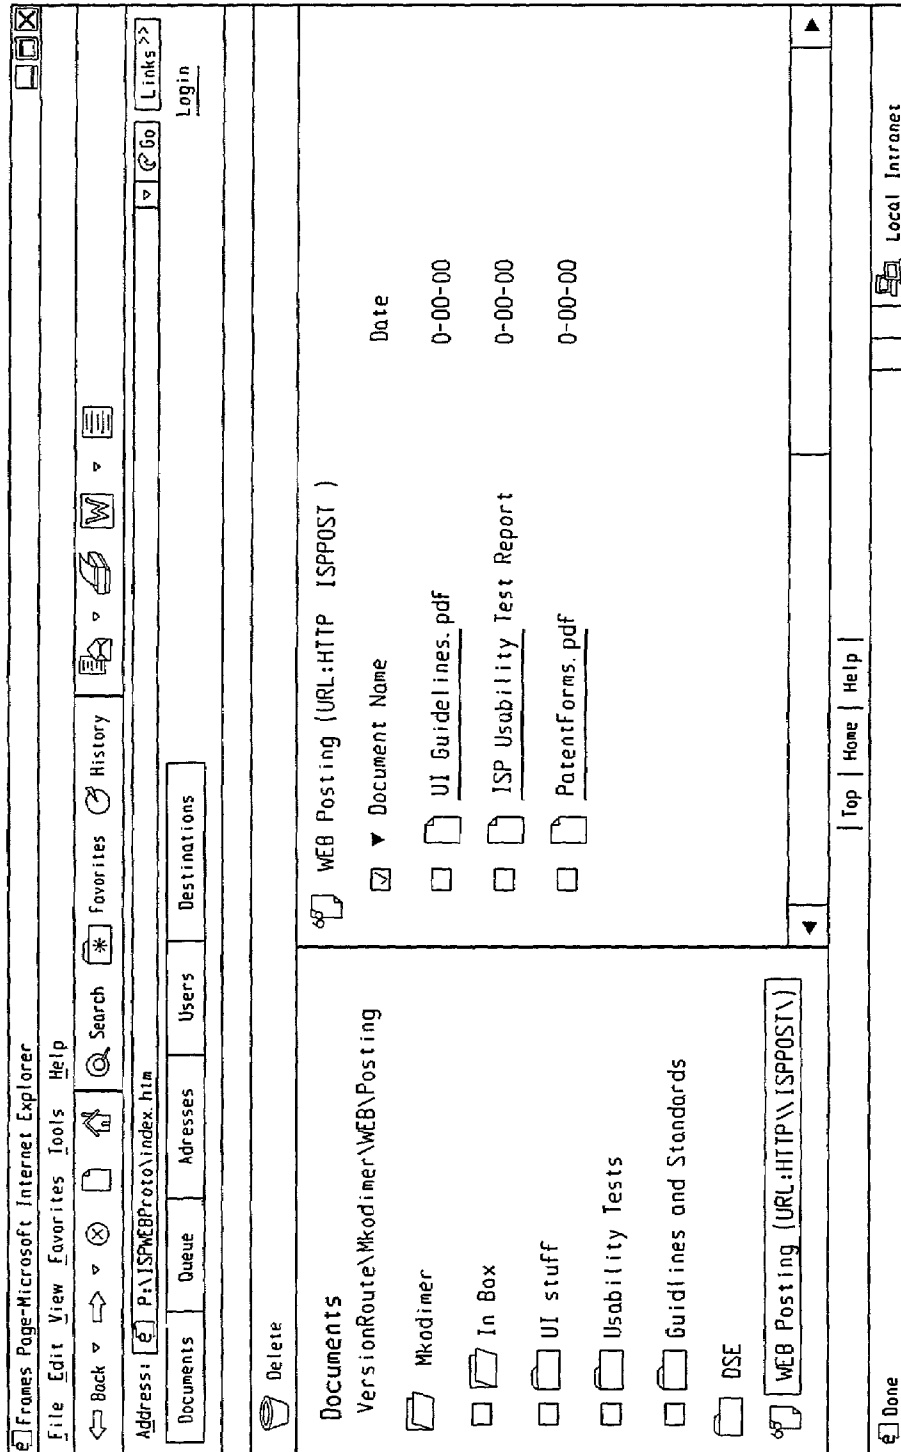 Frames Page-Microsoft Internet Explorer
File Edit View Favorites Tools Help
Back Search Favorites History W
Address: P:\ISPWEBProto\index.htm Go Links >>
Documents Queue Adresses Users Destinations Login
Delete
Documents
VersionRoute\Mkadimer\WEB\Posting
Mkadimer
In Box
UI stuff
Usability Tests
Guidlines and Standards
DSE
WEB Posting (URL:HTTP\\ISPPOST\)
WEB Posting (URL:HTTP ISPPOST )
Document Name Date
UI Guidelines.pdf 0-00-00
ISP Usability Test Report 0-00-00
PatentForms.pdf 0-00-00
| Top | Home | Help |
Done Local Intranet